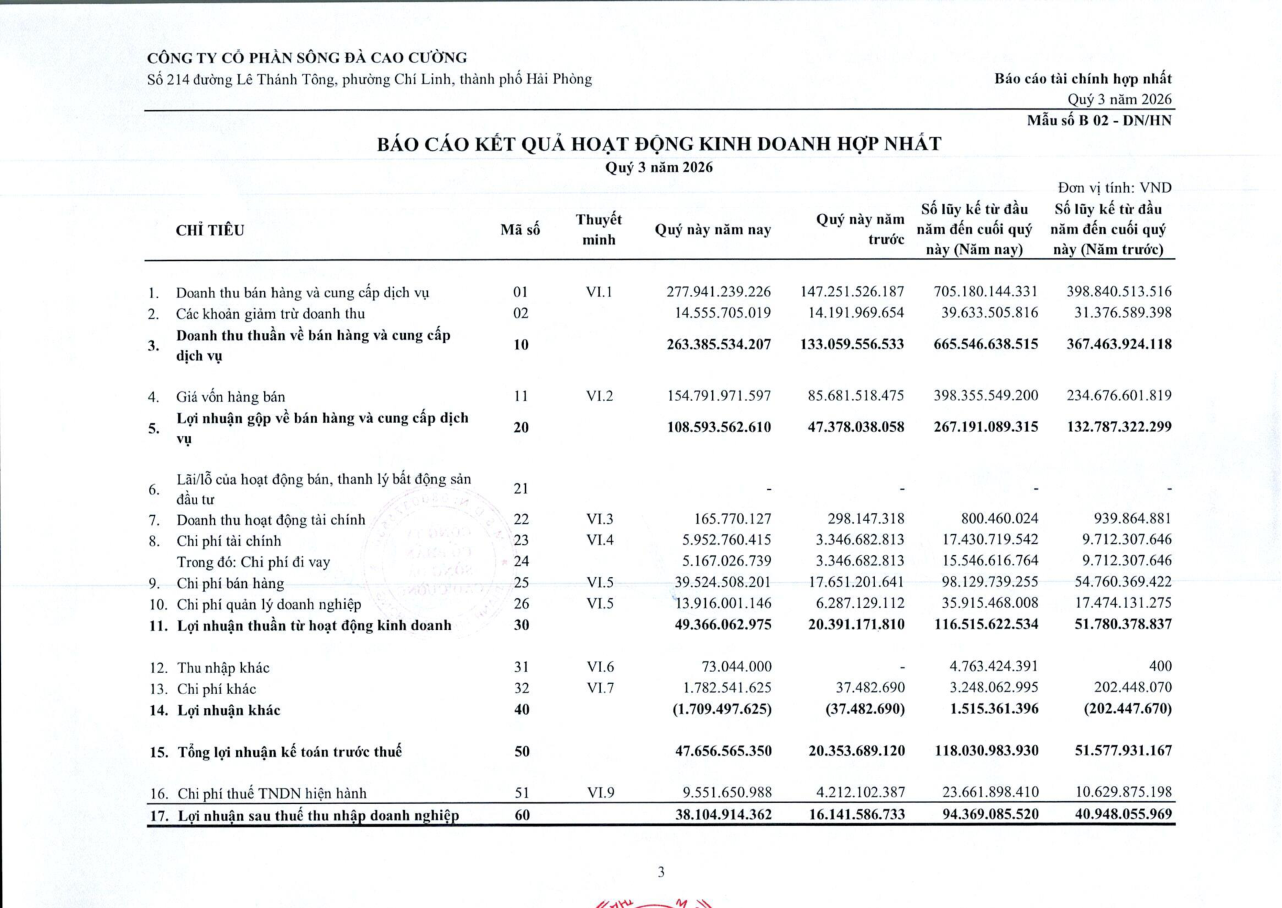 CÔNG TY CỔ PHẦN SÔNG ĐÀ CAO CƯỜNG
Số 214 đường Lê Thánh Tông, phường Chí Linh, thành phố Hải Phòng
Báo cáo tài chính hợp nhất
Quý 3 năm 2026
Mẫu số B 02 - DN/HN
BÁO CÁO KẾT QUẢ HOẠT ĐỘNG KINH DOANH HỢP NHẤT
Quý 3 năm 2026
Đơn vị tính: VND
CHỈ TIÊU Mã số Thuyết minh Quý này năm nay Quý này năm trước Số lũy kế từ đầu năm đến cuối quý này (Năm nay) Số lũy kế từ đầu năm đến cuối quý này (Năm trước)
1. Doanh thu bán hàng và cung cấp dịch vụ 01 VI.1 277.941.239.226 147.251.526.187 705.180.144.331 398.840.513.516
2. Các khoản giảm trừ doanh thu 02 14.555.705.019 14.191.969.654 39.633.505.816 31.376.589.398
3. Doanh thu thuần về bán hàng và cung cấp dịch vụ 10 263.385.534.207 133.059.556.533 665.546.638.515 367.463.924.118
4. Giá vốn hàng bán 11 VI.2 154.791.971.597 85.681.518.475 398.355.549.200 234.676.601.819
5. Lợi nhuận gộp về bán hàng và cung cấp dịch vụ 20 108.593.562.610 47.378.038.058 267.191.089.315 132.787.322.299
6. Lãi/lỗ của hoạt động bán, thanh lý bất động sản đầu tư 21 - - - -
7. Doanh thu hoạt động tài chính 22 VI.3 165.770.127 298.147.318 800.460.024 939.864.881
8. Chi phí tài chính 23 VI.4 5.952.760.415 3.346.682.813 17.430.719.542 9.712.307.646
Trong đó: Chi phí đi vay 24 5.167.026.739 3.346.682.813 15.546.616.764 9.712.307.646
9. Chi phí bán hàng 25 VI.5 39.524.508.201 17.651.201.641 98.129.739.255 54.760.369.422
10. Chi phí quản lý doanh nghiệp 26 VI.5 13.916.001.146 6.287.129.112 35.915.468.008 17.474.131.275
11. Lợi nhuận thuần từ hoạt động kinh doanh 30 49.366.062.975 20.391.171.810 116.515.622.534 51.780.378.837
12. Thu nhập khác 31 VI.6 73.044.000 - 4.763.424.391 400
13. Chi phí khác 32 VI.7 1.782.541.625 37.482.690 3.248.062.995 202.448.070
14. Lợi nhuận khác 40 (1.709.497.625) (37.482.690) 1.515.361.396 (202.447.670)
15. Tổng lợi nhuận kế toán trước thuế 50 47.656.565.350 20.353.689.120 118.030.983.930 51.577.931.167
16. Chi phí thuế TNDN hiện hành 51 VI.9 9.551.650.988 4.212.102.387 23.661.898.410 10.629.875.198
17. Lợi nhuận sau thuế thu nhập doanh nghiệp 60 38.104.914.362 16.141.586.733 94.369.085.520 40.948.055.969
3